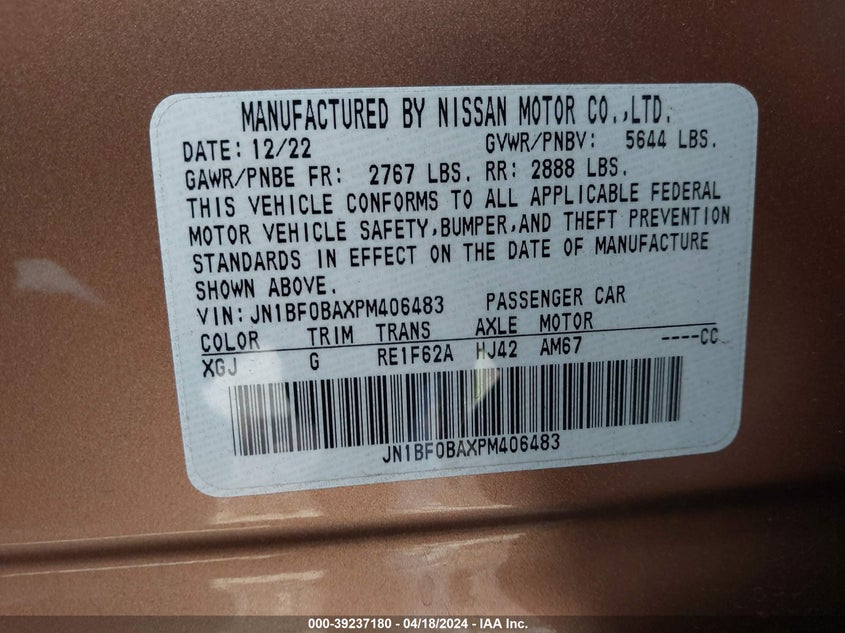 MANUFACTURED BY NISSAN MOTOR CO.,LTD.
DATE: 12/22 GVWR/PNBV: 5644 LBS.
GAWR/PNBE FR: 2767 LBS. RR: 2888 LBS.
THIS VEHICLE CONFORMS TO ALL APPLICABLE FEDERAL
MOTOR VEHICLE SAFETY,BUMPER,AND THEFT PREVENTION
STANDARDS IN EFFECT ON THE DATE OF MANUFACTURE
SHOWN ABOVE.
VIN: JN1BF0BAXPM406483 PASSENGER CAR
COLOR TRIM TRANS AXLE MOTOR
XGJ G RE1F62A HJ42 AM67 ----CC
JN1BF0BAXPM406483
000-39237180 - 04/18/2024 - IAA Inc.